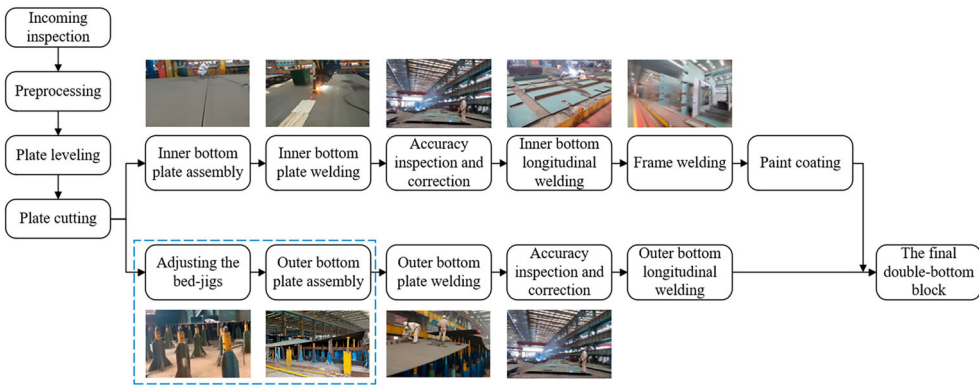 Incoming
inspection
Preprocessing
Plate leveling
Plate cutting
Inner bottom
plate assembly
Inner bottom
plate welding
Accuracy
inspection and
correction
Inner bottom
longitudinal
welding
Frame welding
Paint coating
Adjusting the
bed-jigs
Outer bottom
plate assembly
Outer bottom
plate welding
Accuracy
inspection and
correction
Outer bottom
longitudinal
welding
The final
double-bottom
block